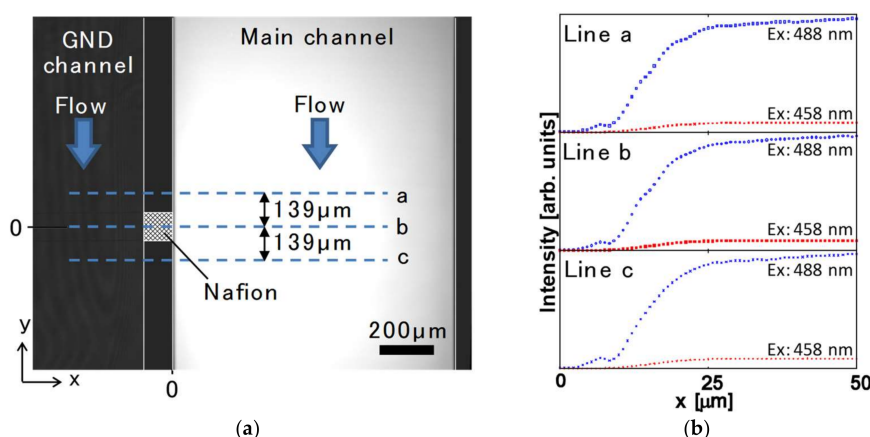 GND channel
Main channel
Flow
Flow
a
139μm
0
b
139μm
c
Nafion
200μm
y
x
0
(a)
Intensity [arb. units]
Line a
Ex: 488 nm
Ex: 458 nm
Line b
Ex: 488 nm
Ex: 458 nm
Line c
Ex: 488 nm
Ex: 458 nm
0
25
50
x [μm]
(b)